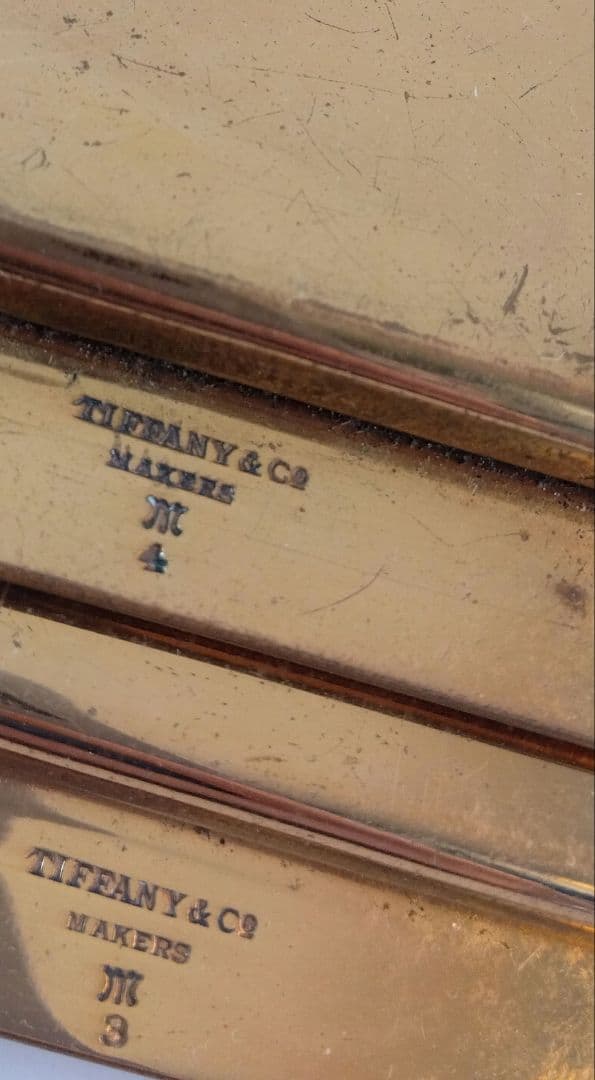 TIFFANY & Cº
MAKERS
M
4
TIFFANY & Cº
MAKERS
M
3